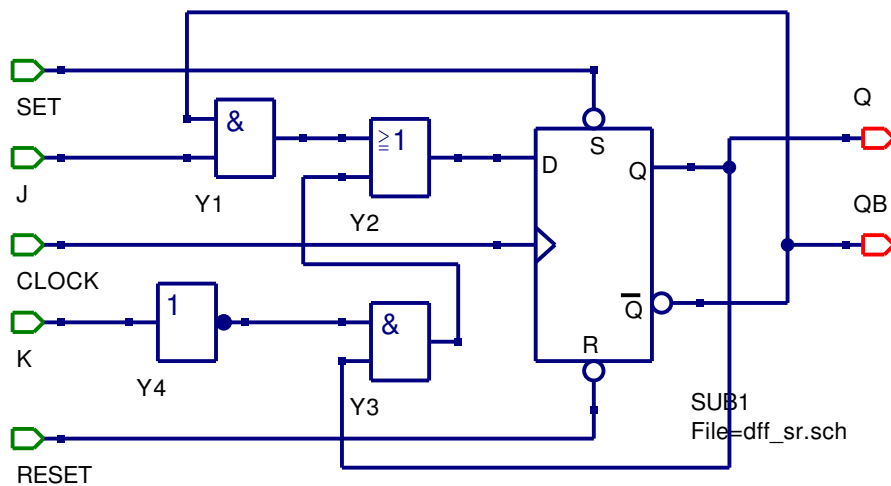 SET
&
Y1
≧1
Y2
S
D
Q
Q
J
QB
CLOCK
K
1
Y4
&
Y3
Q̅
R
SUB1
File=dff_sr.sch
RESET